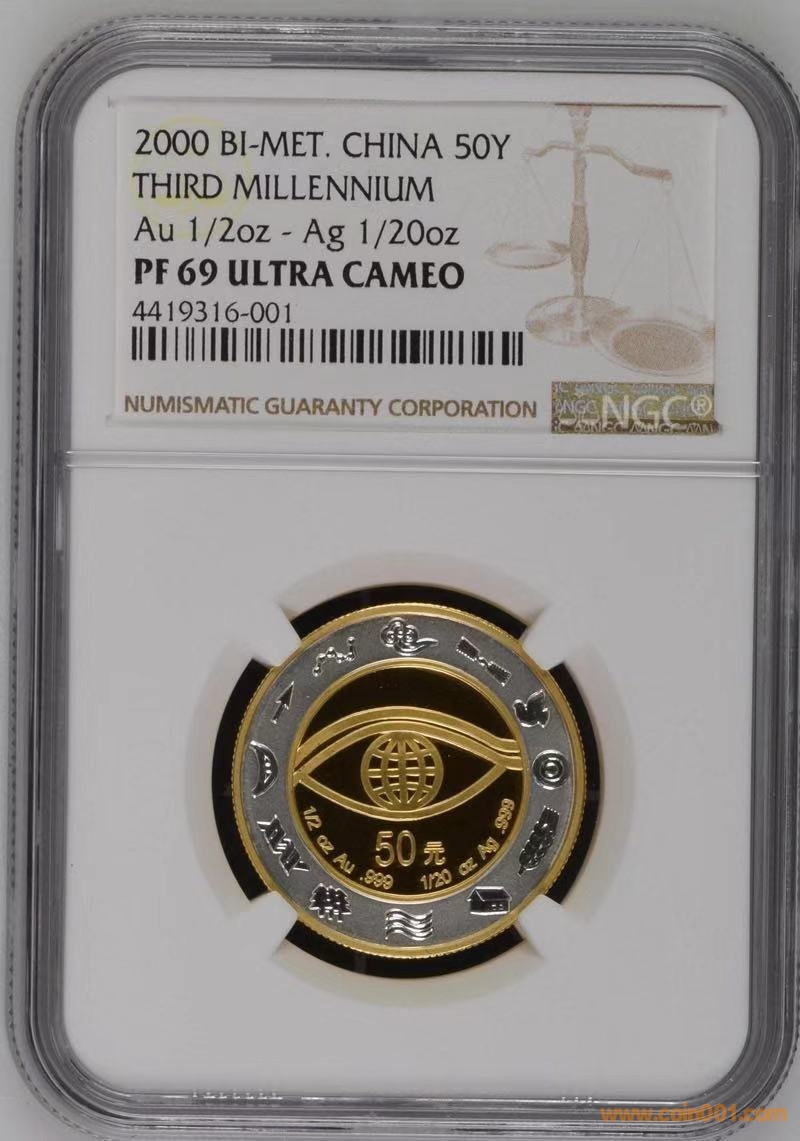 2000 BI-MET. CHINA 50Y
THIRD MILLENNIUM
Au 1/2oz - Ag 1/20oz
PF 69 ULTRA CAMEO
4419316-001
NUMISMATIC GUARANTY CORPORATION
NGC®
50元
1/2 oz Au .999
1/20 oz Ag .999
www.coin001.com